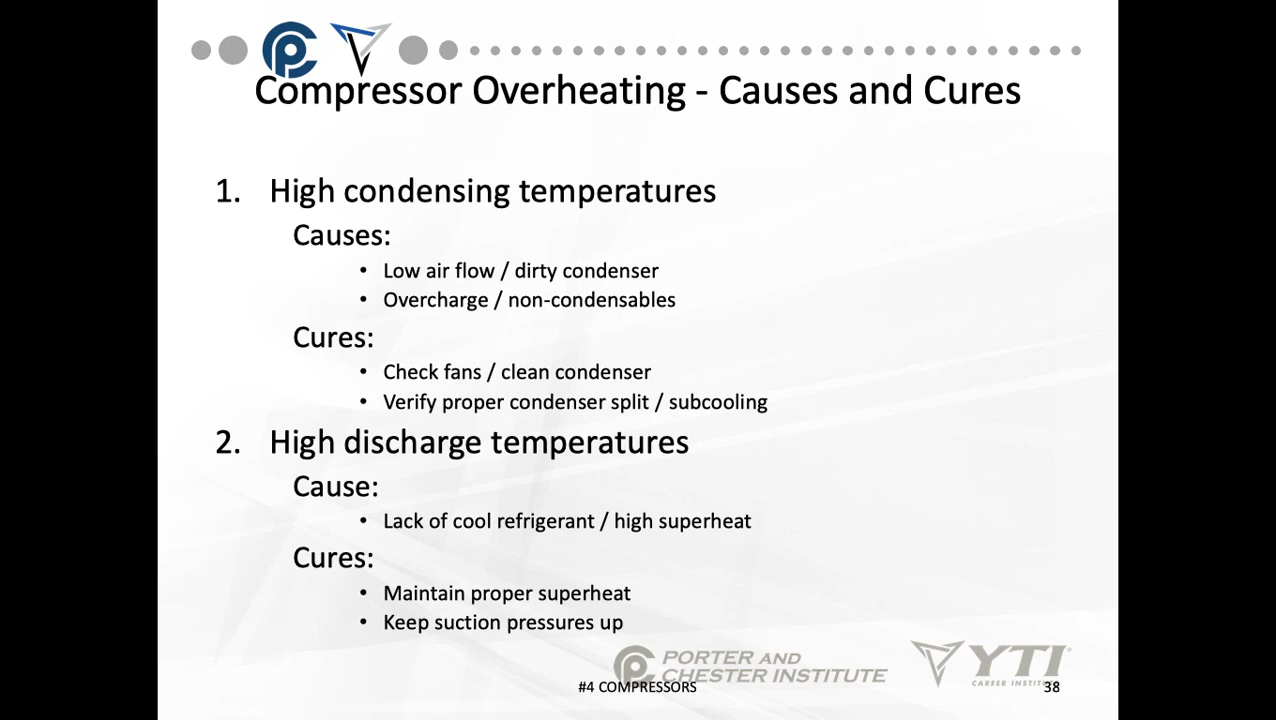 Compressor Overheating - Causes and Cures
1. High condensing temperatures
Causes:
• Low air flow / dirty condenser
• Overcharge / non-condensables
Cures:
• Check fans / clean condenser
• Verify proper condenser split / subcooling
2. High discharge temperatures
Cause:
• Lack of cool refrigerant / high superheat
Cures:
• Maintain proper superheat
• Keep suction pressures up
PORTER AND
CHESTER INSTITUTE
YTI
CAREER
#4 COMPRESSORS
38